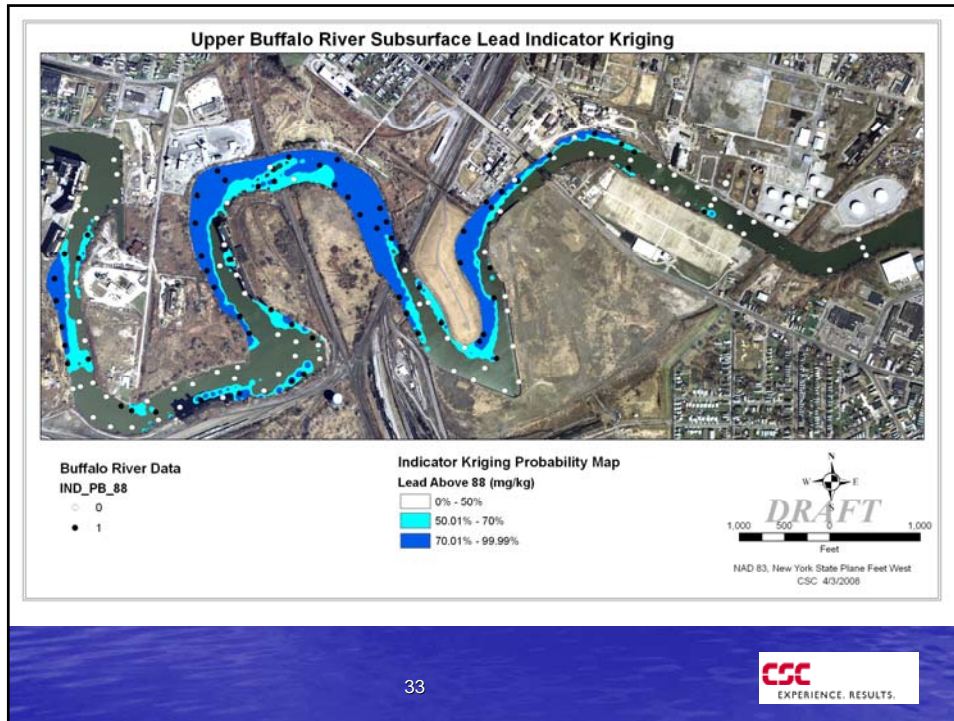 Upper Buffalo River Subsurface Lead Indicator Kriging
Buffalo River Data
IND_PB_88
0
1
Indicator Kriging Probability Map
Lead Above 88 (mg/kg)
0% - 50%
50.01% - 70%
70.01% - 99.99%
N
W
E
S
DRAFT
1,000 500 0 1,000
Feet
NAD 83, New York State Plane Feet West
CSC 4/3/2008
33
CSC
EXPERIENCE. RESULTS.